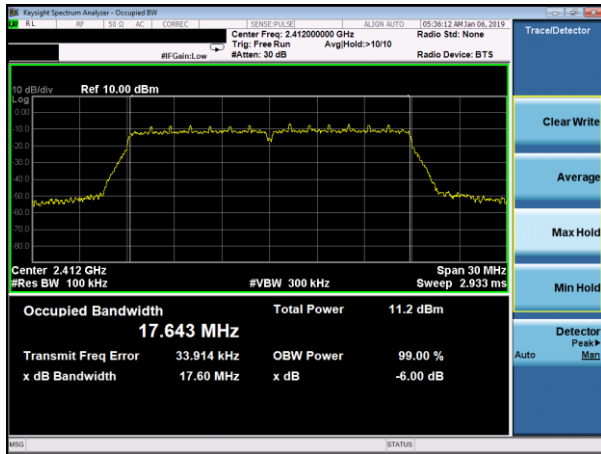 Keysight Spectrum Analyzer - Occupied BW
RL RF 50 Ω AC CORREC SENSE:PULSE ALIGN AUTO 05:36:12 AM Jan 06, 2019
Center Freq: 2.412000000 GHz Radio Std: None
Trig: Free Run Avg|Hold:>10/10
#IFGain:Low #Atten: 30 dB Radio Device: BTS
Trace/Detector
10 dB/div Ref 10.00 dBm
Log
0.00
-10.0
-20.0
-30.0
-40.0
-50.0
-60.0
-70.0
-80.0
Center 2.412 GHz Span 30 MHz
#Res BW 100 kHz #VBW 300 kHz Sweep 2.933 ms
Occupied Bandwidth Total Power 11.2 dBm
17.643 MHz
Transmit Freq Error 33.914 kHz OBW Power 99.00 %
x dB Bandwidth 17.60 MHz x dB -6.00 dB
Clear Write
Average
Max Hold
Min Hold
Detector
Peak▶
Auto Man
MSG STATUS